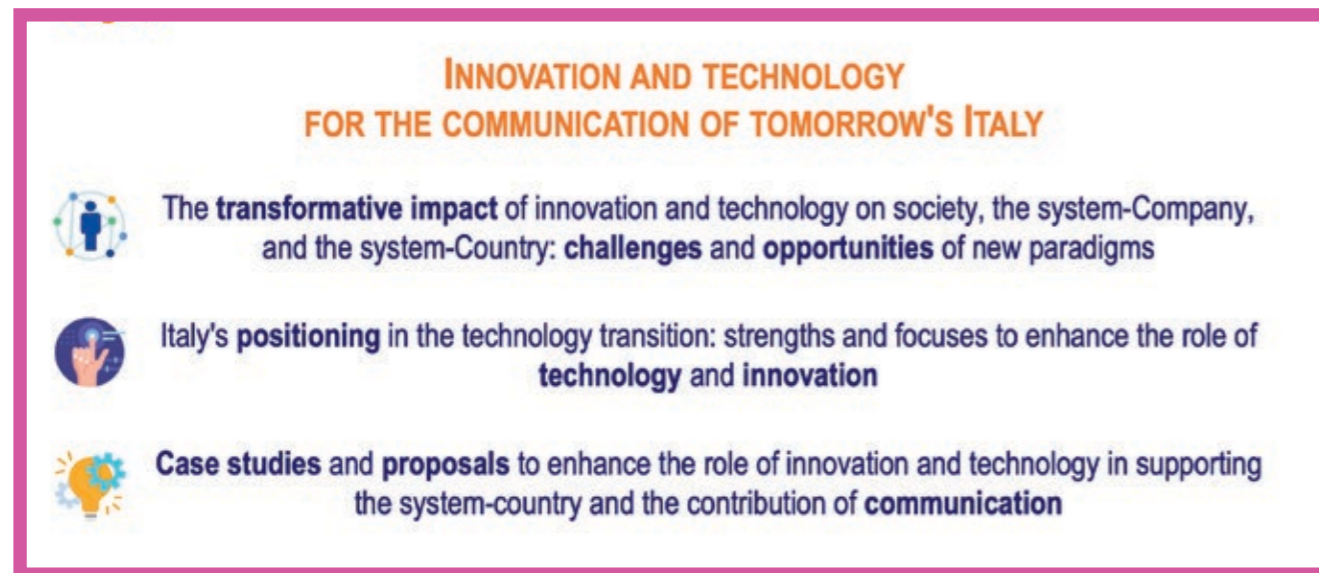 INNOVATION AND TECHNOLOGY
FOR THE COMMUNICATION OF TOMORROW'S ITALY
The transformative impact of innovation and technology on society, the system-Company,
and the system-Country: challenges and opportunities of new paradigms
Italy's positioning in the technology transition: strengths and focuses to enhance the role of
technology and innovation
Case studies and proposals to enhance the role of innovation and technology in supporting
the system-country and the contribution of communication